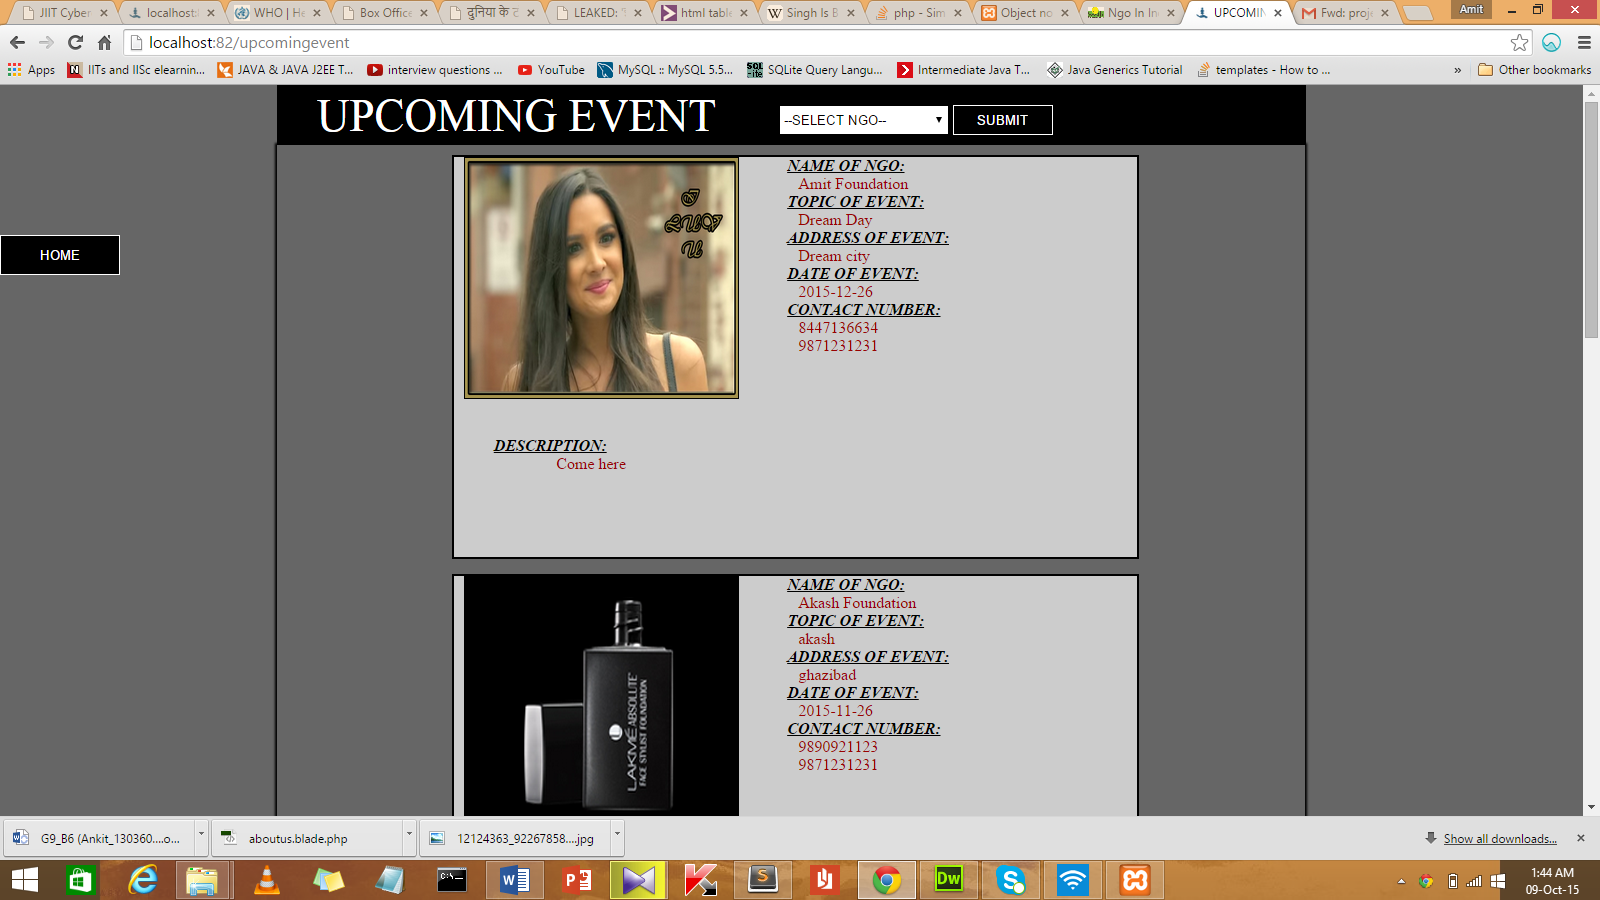 JIIT Cyber
localhost:
WHO | He
Box Office
दुनिया के ट
LEAKED: '
html table
Singh Is B
php - Sim
Object no
Ngo In In
UPCOMIN
Fwd: proje
Amit
localhost:82/upcomingevent
Apps
IITs and IISc elearnin...
JAVA & JAVA J2EE T...
interview questions ...
YouTube
MySQL :: MySQL 5.5...
SQLite Query Langu...
Intermediate Java T...
Java Generics Tutorial
templates - How to ...
»
Other bookmarks
UPCOMING EVENT
--SELECT NGO--
SUBMIT
HOME
NAME OF NGO:
Amit Foundation
TOPIC OF EVENT:
Dream Day
ADDRESS OF EVENT:
Dream city
DATE OF EVENT:
2015-12-26
CONTACT NUMBER:
8447136634
9871231231
DESCRIPTION:
Come here
LAKMÉ ABSOLUTE
FACE STYLIST FOUNDATION
NAME OF NGO:
Akash Foundation
TOPIC OF EVENT:
akash
ADDRESS OF EVENT:
ghazibad
DATE OF EVENT:
2015-11-26
CONTACT NUMBER:
9890921123
9871231231
G9_B6 (Ankit_130360....o...
aboutus.blade.php
12124363_92267858....jpg
Show all downloads...
1:44 AM
09-Oct-15